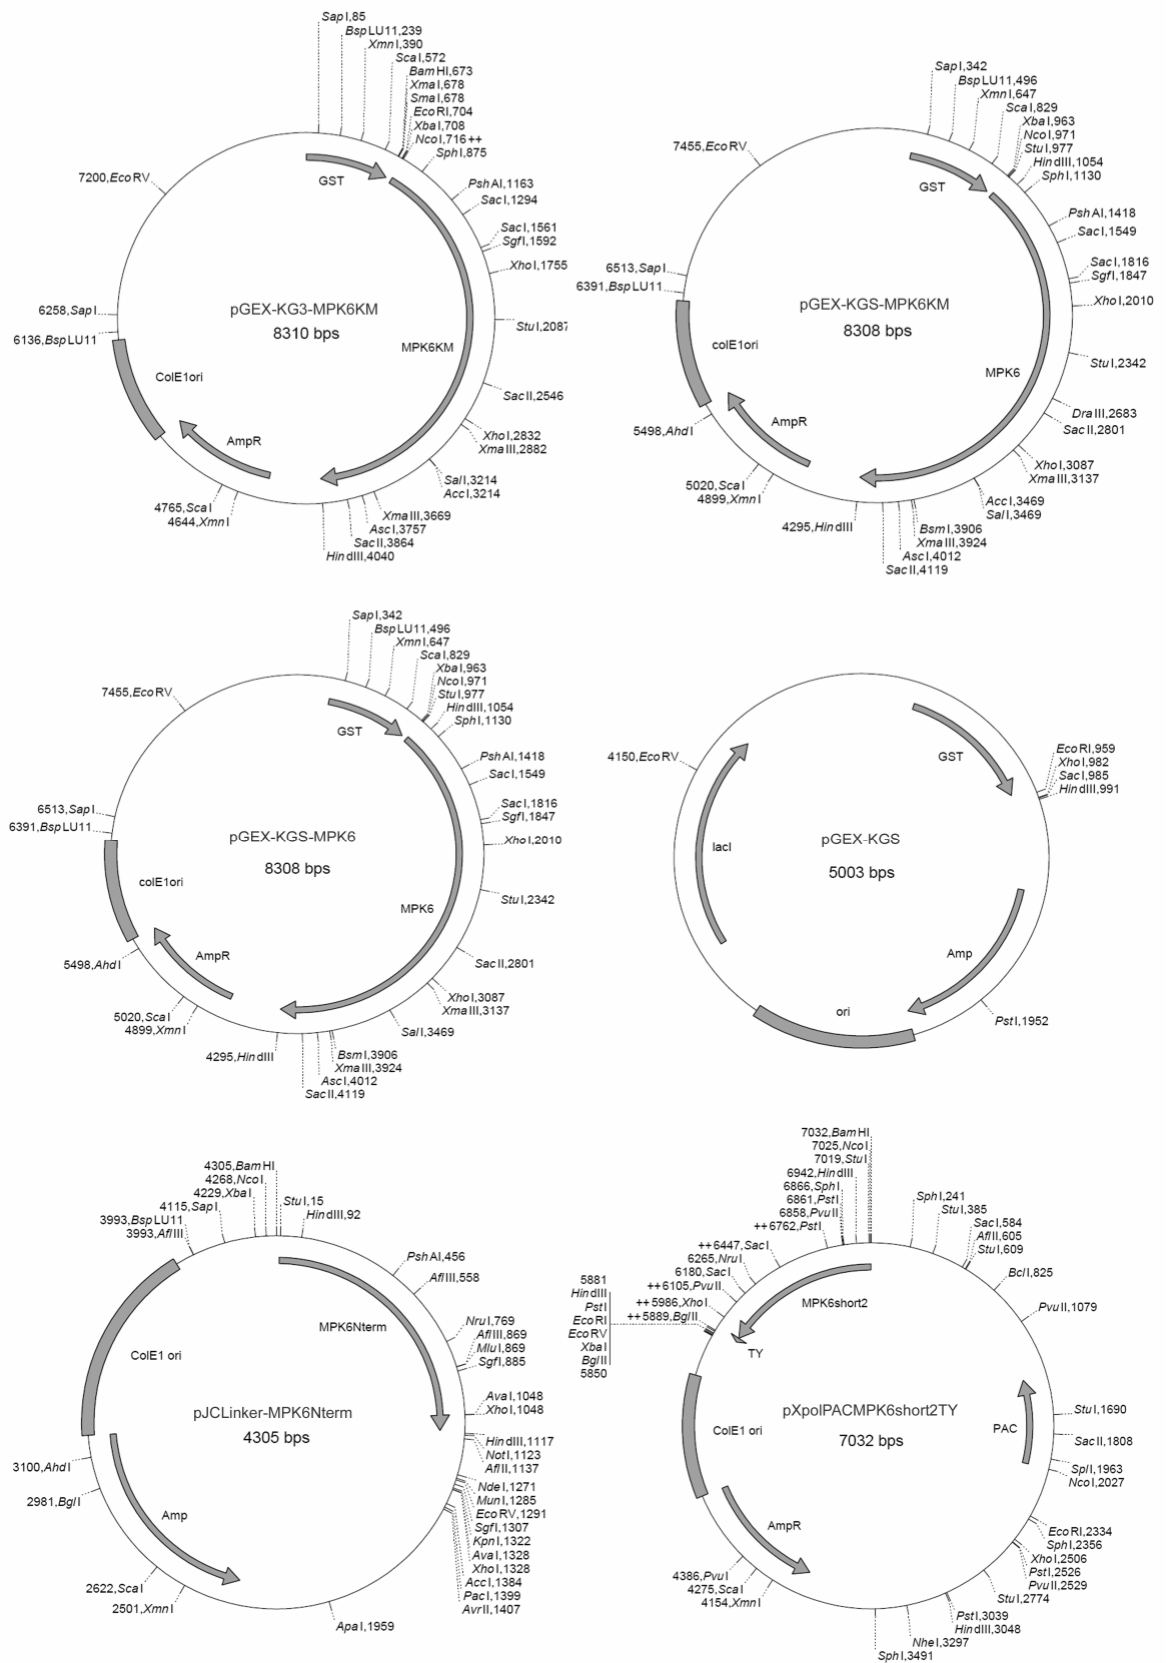 SapI,85
BspLU11,239
XmnI,390
ScaI,572
BamHI,673
XmaI,678
SmaI,678
EcoRI,704
XbaI,708
NcoI,716++
SphI,875
PshAI,1163
SacI,1294
SacI,1561
SgfI,1592
XhoI,1755
StuI,2087
SacII,2546
XhoI,2832
XmaIII,2882
SalI,3214
AccI,3214
XmaIII,3669
AscI,3757
SacII,3864
HindIII,4040
4644,XmnI
4765,ScaI
6136,BspLU11
6258,SapI
7200,EcoRV
GST
MPK6KM
AmpR
ColE1ori
pGEX-KG3-MPK6KM
8310 bps
SapI,342
BspLU11,496
XmnI,647
ScaI,829
XbaI,963
NcoI,971
StuI,977
HindIII,1054
SphI,1130
PshAI,1418
SacI,1549
SacI,1816
SgfI,1847
XhoI,2010
StuI,2342
DraIII,2683
SacII,2801
XhoI,3087
XmaIII,3137
AccI,3469
SalI,3469
BsmI,3906
XmaIII,3924
AscI,4012
SacII,4119
4295,HindIII
4899,XmnI
5020,ScaI
5498,AhdI
6391,BspLU11
6513,SapI
7455,EcoRV
GST
MPK6
AmpR
colE1ori
pGEX-KGS-MPK6KM
8308 bps
SapI,342
BspLU11,496
XmnI,647
ScaI,829
XbaI,963
NcoI,971
StuI,977
HindIII,1054
SphI,1130
PshAI,1418
SacI,1549
SacI,1816
SgfI,1847
XhoI,2010
StuI,2342
SacII,2801
XhoI,3087
XmaIII,3137
SalI,3469
BsmI,3906
XmaIII,3924
AscI,4012
SacII,4119
4295,HindIII
4899,XmnI
5020,ScaI
5498,AhdI
6391,BspLU11
6513,SapI
7455,EcoRV
GST
MPK6
AmpR
colE1ori
pGEX-KGS-MPK6
8308 bps
4150,EcoRV
EcoRI,959
XhoI,982
SacI,985
HindIII,991
PstI,1952
GST
lacI
Amp
ori
pGEX-KGS
5003 bps
4305,BamHI
4268,NcoI
4229,XbaI
4115,SapI
3993,BspLU11
3993,AflIII
StuI,15
HindIII,92
PshAI,456
AflIII,558
NruI,769
AflIII,869
MluI,869
SgfI,885
AvaI,1048
XhoI,1048
HindIII,1117
NotI,1123
AflII,1137
NdeI,1271
MunI,1285
EcoRV,1291
SgfI,1307
KpnI,1322
AvaI,1328
XhoI,1328
AccI,1384
PacI,1399
AvrII,1407
ApaI,1959
2501,XmnI
2622,ScaI
2981,BglI
3100,AhdI
MPK6Nterm
ColE1 ori
Amp
pJCLinker-MPK6Nterm
4305 bps
7032,BamHI
7025,NcoI
7019,StuI
6942,HindIII
6866,SphI
6861,PstI
6858,PvuII
++6762,PstI
++6447,SacI
6265,NruI
6180,SacI
++6105,PvuII
++5986,XhoI
++5889,BglII
5881
HindIII
PstI
EcoRI
EcoRV
XbaI
BglII
5850
SphI,241
StuI,385
SacI,584
AflII,605
StuI,609
BclI,825
PvuII,1079
StuI,1690
SacII,1808
SplI,1963
NcoI,2027
EcoRI,2334
SphI,2356
XhoI,2506
PstI,2526
PvuII,2529
StuI,2774
PstI,3039
HindIII,3048
NheI,3297
SphI,3491
4154,XmnI
4275,ScaI
4386,PvuI
MPK6short2
TY
ColE1 ori
PAC
AmpR
pXpolPACMPK6short2TY
7032 bps